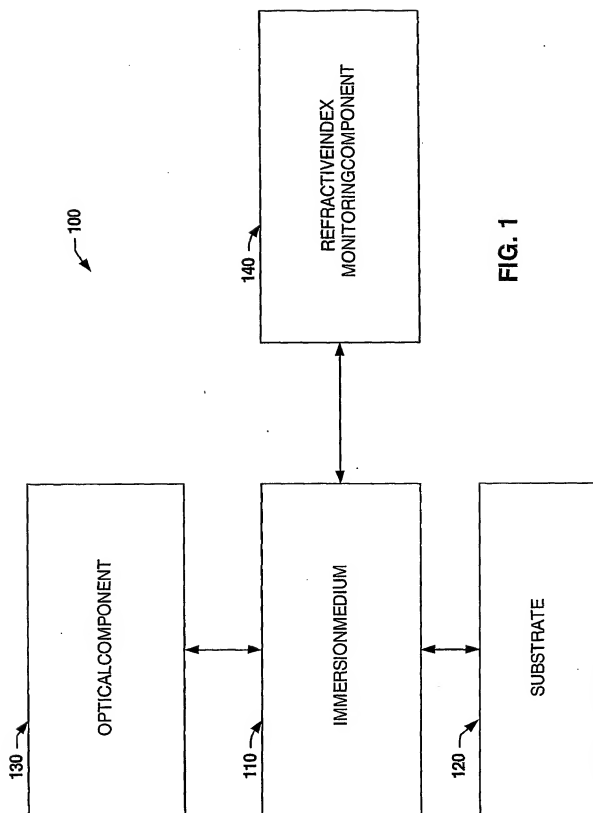 100
130
OPTICALCOMPONENT
110
IMMERSIONMEDIUM
140
REFRACTIVEINDEX
MONITORINGCOMPONENT
120
SUBSTRATE
FIG. 1